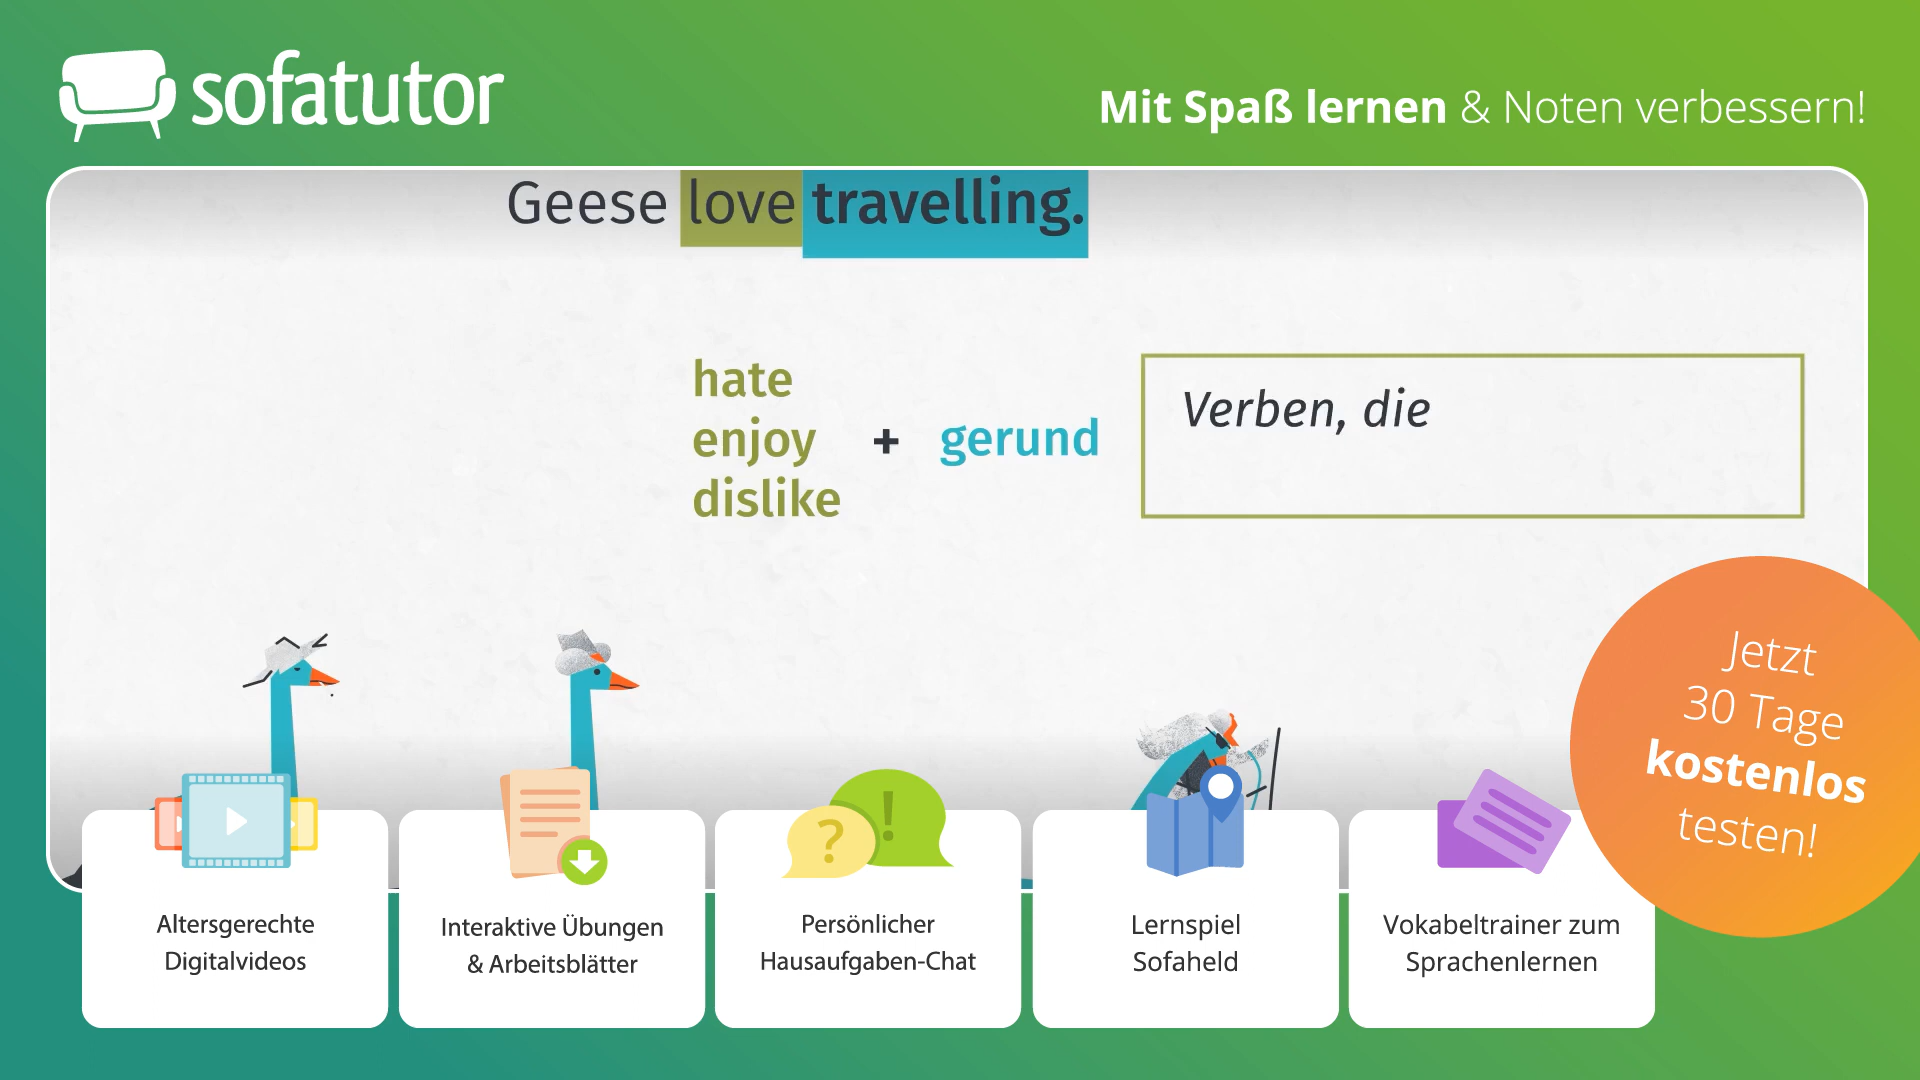 sofatutor
Mit Spaß lernen & Noten verbessern!
Geese love travelling.
hate
enjoy
dislike
+ gerund
Verben, die
Jetzt
30 Tage
kostenlos
testen!
? !
Altersgerechte
Digitalvideos
Interaktive Übungen
& Arbeitsblätter
Persönlicher
Hausaufgaben-Chat
Lernspiel
Sofaheld
Vokabeltrainer zum
Sprachenlernen